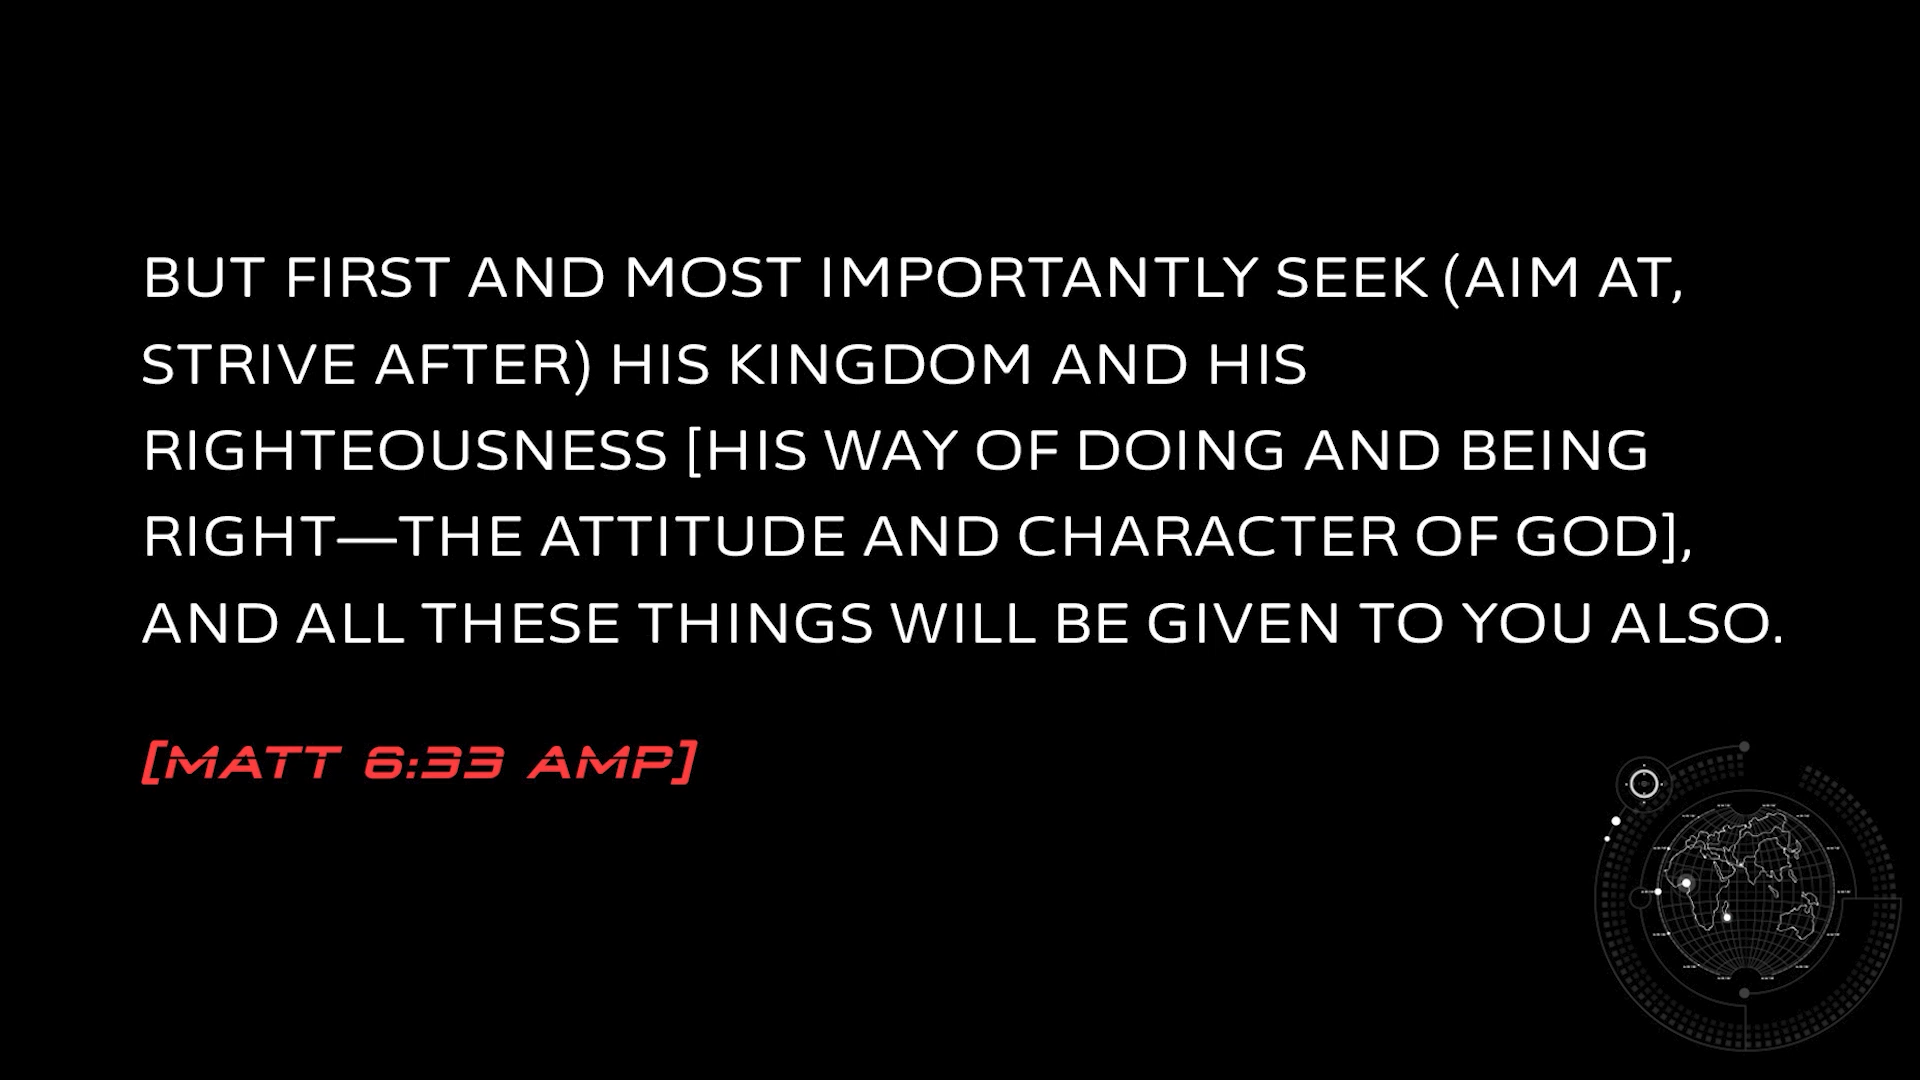 BUT FIRST AND MOST IMPORTANTLY SEEK (AIM AT,
STRIVE AFTER) HIS KINGDOM AND HIS
RIGHTEOUSNESS [HIS WAY OF DOING AND BEING
RIGHT—THE ATTITUDE AND CHARACTER OF GOD],
AND ALL THESE THINGS WILL BE GIVEN TO YOU ALSO.
[MATT 6:33 AMP]